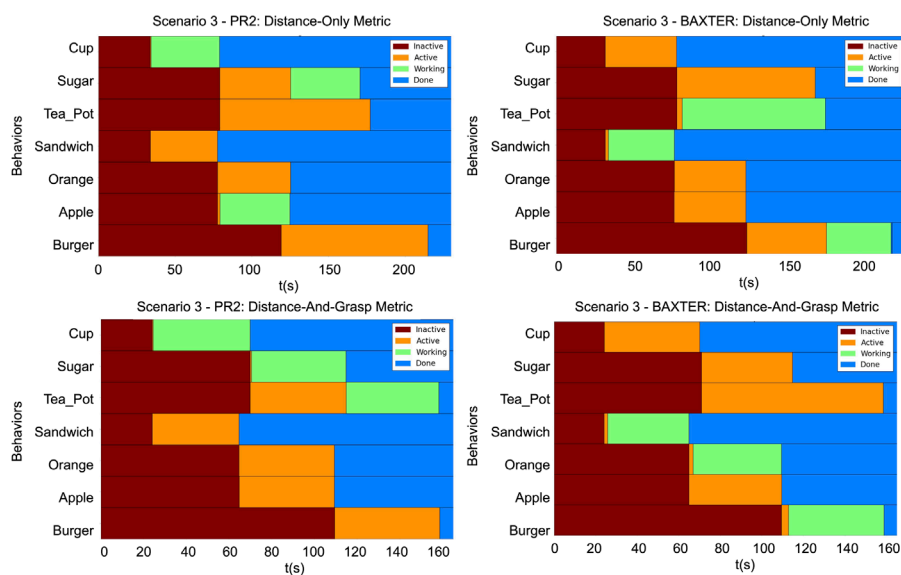 Scenario 3 - PR2: Distance-Only Metric
Behaviors
Cup
Sugar
Tea_Pot
Sandwich
Orange
Apple
Burger
Inactive
Active
Working
Done
0 50 100 150 200
t(s)
Scenario 3 - BAXTER: Distance-Only Metric
Behaviors
Cup
Sugar
Tea_Pot
Sandwich
Orange
Apple
Burger
Inactive
Active
Working
Done
0 50 100 150 200
t(s)
Scenario 3 - PR2: Distance-And-Grasp Metric
Behaviors
Cup
Sugar
Tea_Pot
Sandwich
Orange
Apple
Burger
Inactive
Active
Working
Done
0 20 40 60 80 100 120 140 160
t(s)
Scenario 3 - BAXTER: Distance-And-Grasp Metric
Behaviors
Cup
Sugar
Tea_Pot
Sandwich
Orange
Apple
Burger
Inactive
Active
Working
Done
0 20 40 60 80 100 120 140 160
t(s)